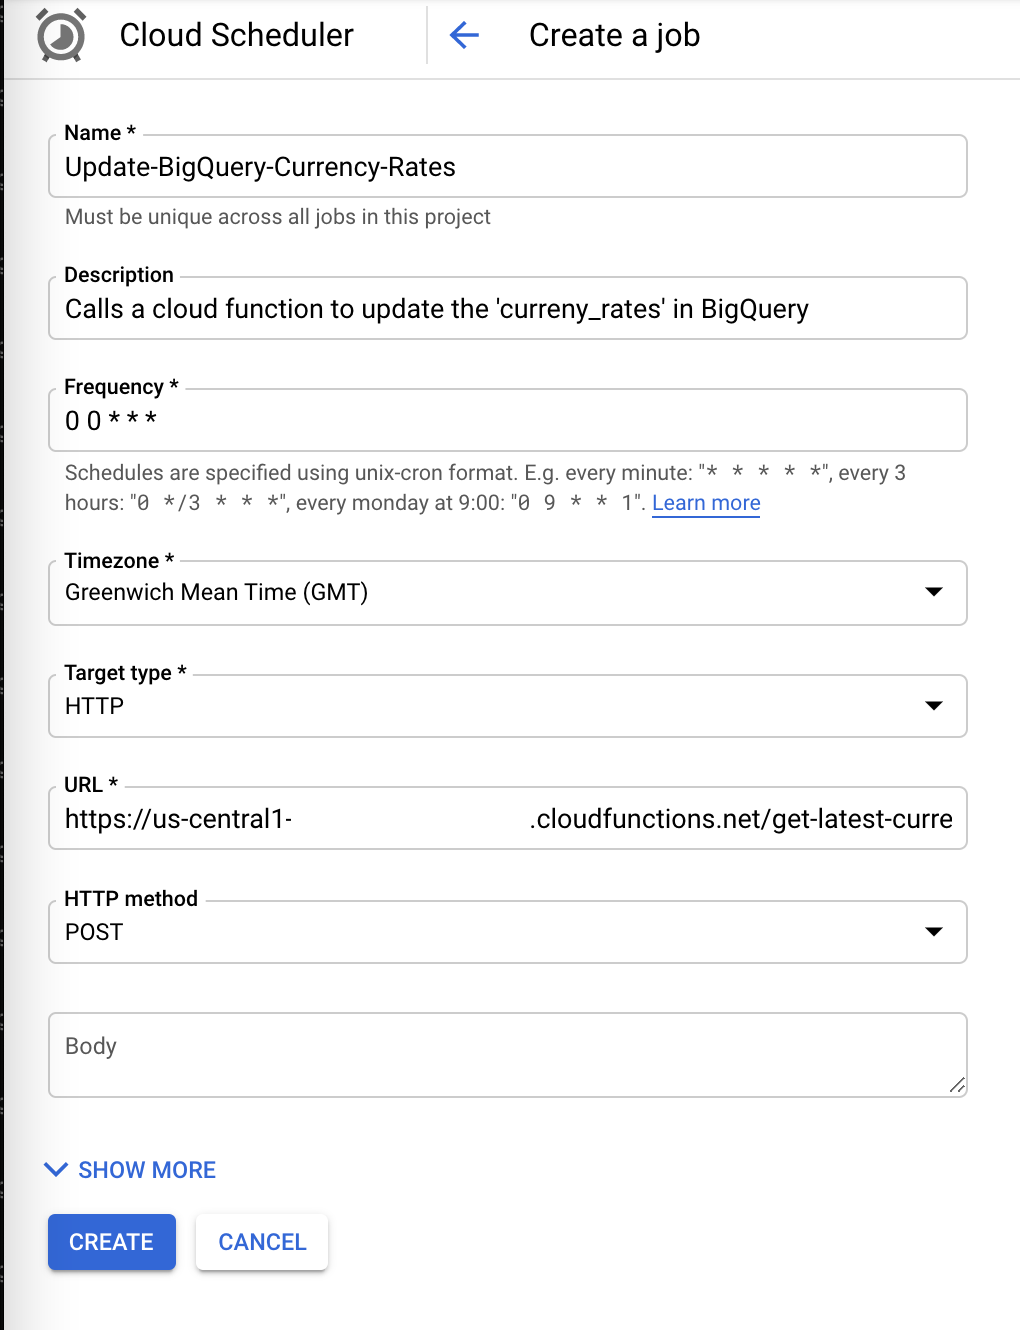 Cloud Scheduler
Create a job
Name *
Update-BigQuery-Currency-Rates
Must be unique across all jobs in this project
Description
Calls a cloud function to update the 'curreny_rates' in BigQuery
Frequency *
0 0 * * *
Schedules are specified using unix-cron format. E.g. every minute: "* * * * *", every 3
hours: "0 */3 * * *", every monday at 9:00: "0 9 * * 1". Learn more
Timezone *
Greenwich Mean Time (GMT)
Target type *
HTTP
URL *
https://us-central1- .cloudfunctions.net/get-latest-curre
HTTP method
POST
Body
SHOW MORE
CREATE
CANCEL